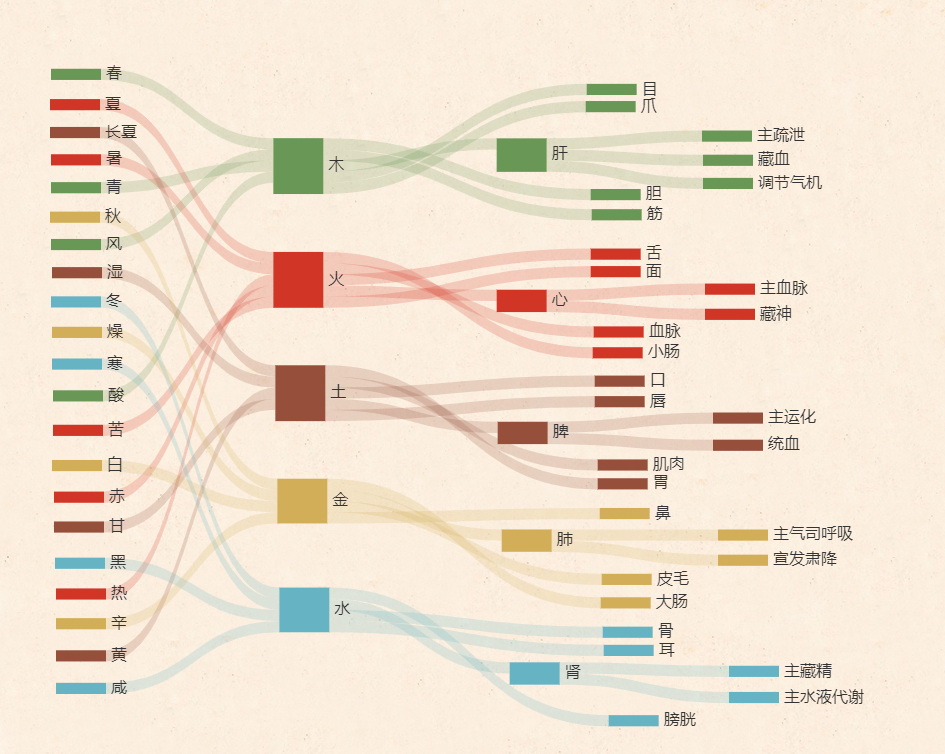 春
夏
长夏
暑
青
秋
风
湿
冬
燥
寒
酸
苦
白
赤
甘
黑
热
辛
黄
咸
木
火
土
金
水
目
爪
肝
胆
筋
舌
面
心
血脉
小肠
口
唇
脾
肌肉
胃
鼻
肺
皮毛
大肠
骨
耳
肾
膀胱
主疏泄
藏血
调节气机
主血脉
藏神
主运化
统血
主气司呼吸
宣发肃降
主藏精
主水液代谢